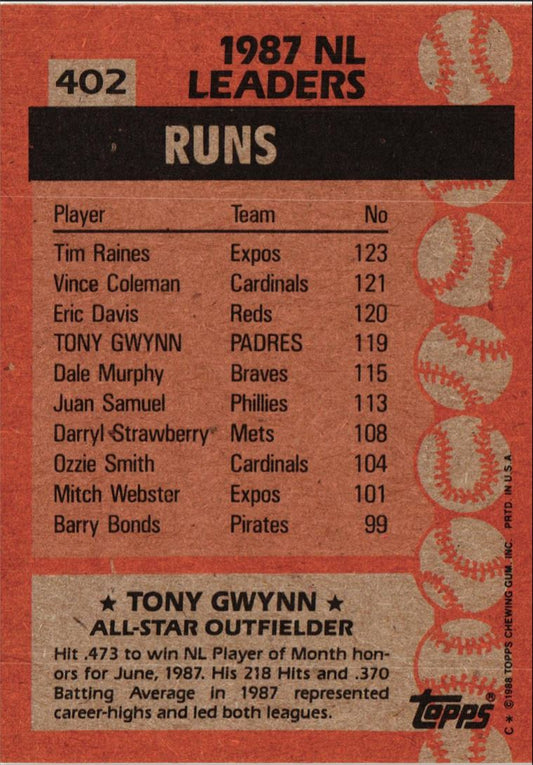 402
1987 NL
LEADERS
RUNS
Player Team No
Tim Raines Expos 123
Vince Coleman Cardinals 121
Eric Davis Reds 120
TONY GWYNN PADRES 119
Dale Murphy Braves 115
Juan Samuel Phillies 113
Darryl Strawberry Mets 108
Ozzie Smith Cardinals 104
Mitch Webster Expos 101
Barry Bonds Pirates 99
★ TONY GWYNN ★
ALL-STAR OUTFIELDER
Hit .473 to win NL Player of Month hon-
ors for June, 1987. His 218 Hits and .370
Batting Average in 1987 represented
career-highs and led both leagues.
TOPPS®
C * ©1988 TOPPS CHEWING GUM, INC. PRTD. IN U.S.A.